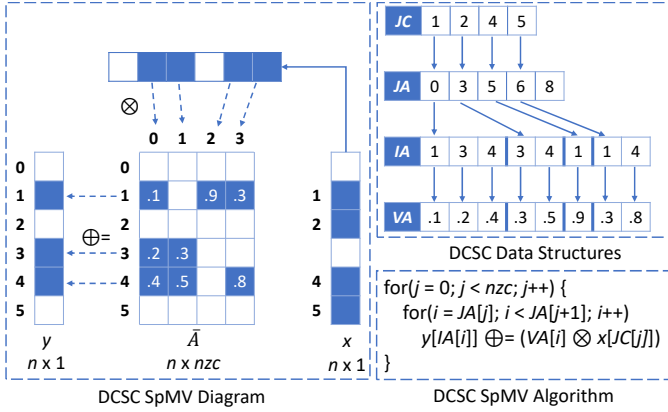 ⊗
0 1 2 3
0
1
2
3
4
5
⊕=
0
1 .1 .9 .3
2
3 .2 .3
4 .4 .5 .8
5
1
2
4
5
y
n x 1
Ā
n x nzc
x
n x 1
DCSC SpMV Diagram
JC 1 2 4 5
JA 0 3 5 6 8
IA 1 3 4 3 4 1 1 4
VA .1 .2 .4 .3 .5 .9 .3 .8
DCSC Data Structures
for(j = 0; j < nzc; j++) {
for(i = JA[j]; i < JA[j+1]; i++)
y[IA[i]] ⊕= (VA[i] ⊗ x[JC[j]])
}
DCSC SpMV Algorithm